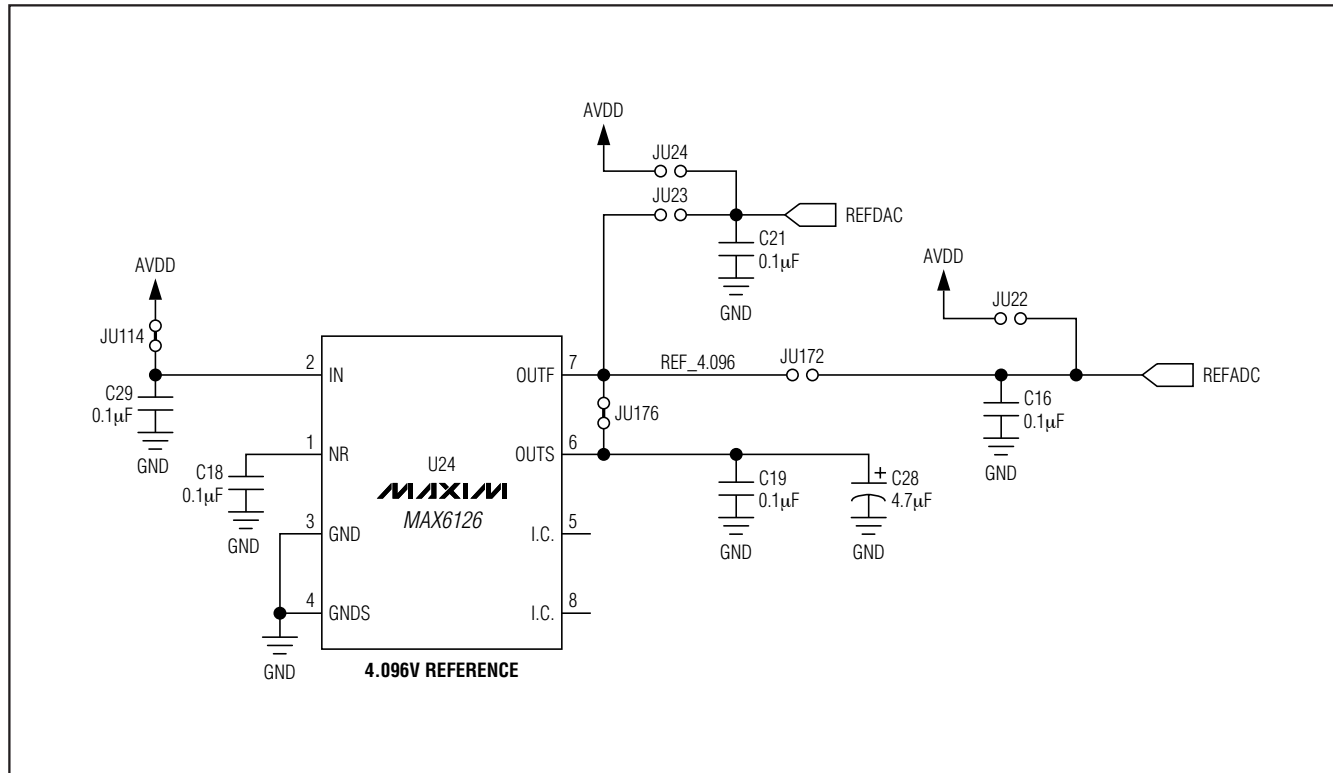 AVDD
JU24
JU23
REFDAC
C21
0.1µF
GND
AVDD
JU22
AVDD
JU114
2
IN
C29
0.1µF
GND
7
OUTF
REF_4.096
JU172
REFADC
C16
0.1µF
GND
JU176
1
NR
C18
0.1µF
GND
U24
MAXIM
MAX6126
6
OUTS
C19
0.1µF
GND
+
C28
4.7µF
GND
3
GND
5
I.C.
4
GNDS
GND
8
I.C.
4.096V REFERENCE